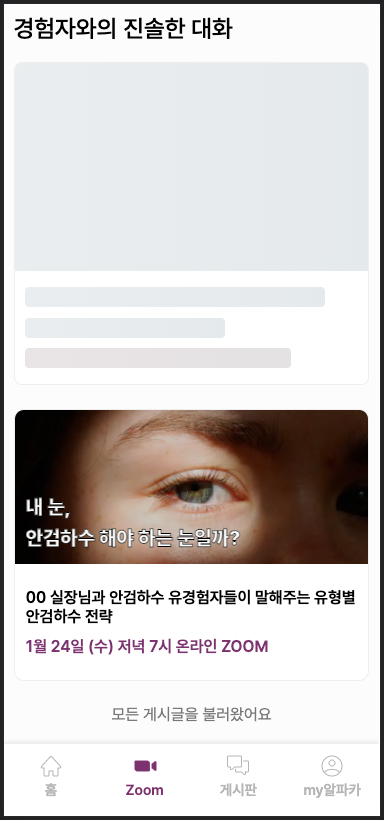 경험자와의 진솔한 대화
내 눈,
안검하수 해야 하는 눈일까?
00 실장님과 안검하수 유경험자들이 말해주는 유형별
안검하수 전략
1월 24일 (수) 저녁 7시 온라인 ZOOM
모든 게시글을 불러왔어요
홈
Zoom
게시판
my알파카